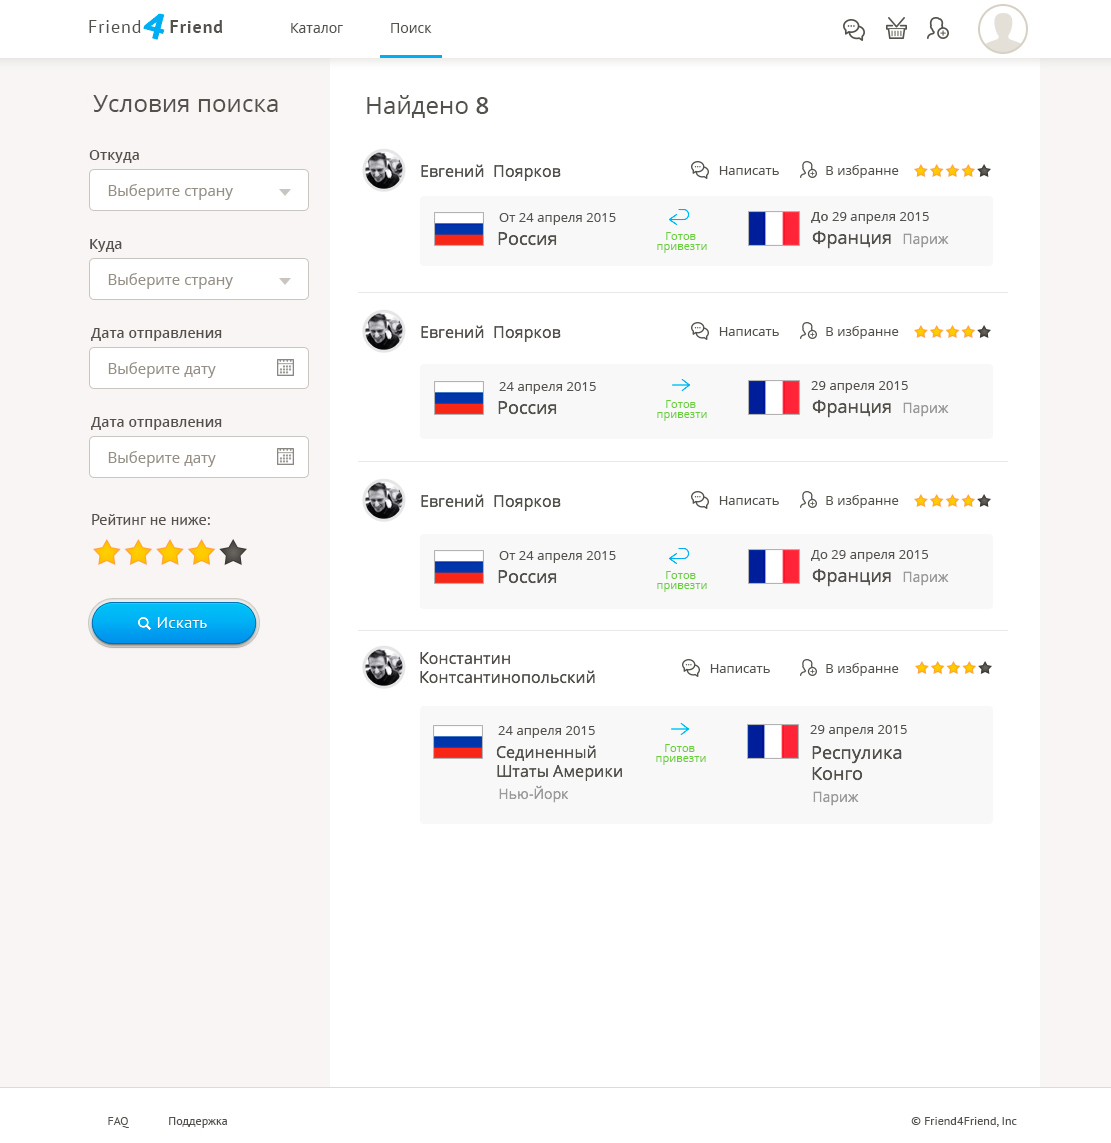 Friend4Friend
Каталог
Поиск
Условия поиска
Откуда
Выберите страну
Куда
Выберите страну
Дата отправления
Выберите дату
Дата отправления
Выберите дату
Рейтинг не ниже:
Искать
Найдено 8
Евгений Поярков
Написать
В избранне
От 24 апреля 2015
Россия
Готов
привезти
До 29 апреля 2015
Франция Париж
Евгений Поярков
Написать
В избранне
24 апреля 2015
Россия
Готов
привезти
29 апреля 2015
Франция Париж
Евгений Поярков
Написать
В избранне
От 24 апреля 2015
Россия
Готов
привезти
До 29 апреля 2015
Франция Париж
Константин
Контсантинопольский
Написать
В избранне
24 апреля 2015
Сединенный
Штаты Америки
Нью-Йорк
Готов
привезти
29 апреля 2015
Респулика
Конго
Париж
FAQ
Поддержка
© Friend4Friend, Inc